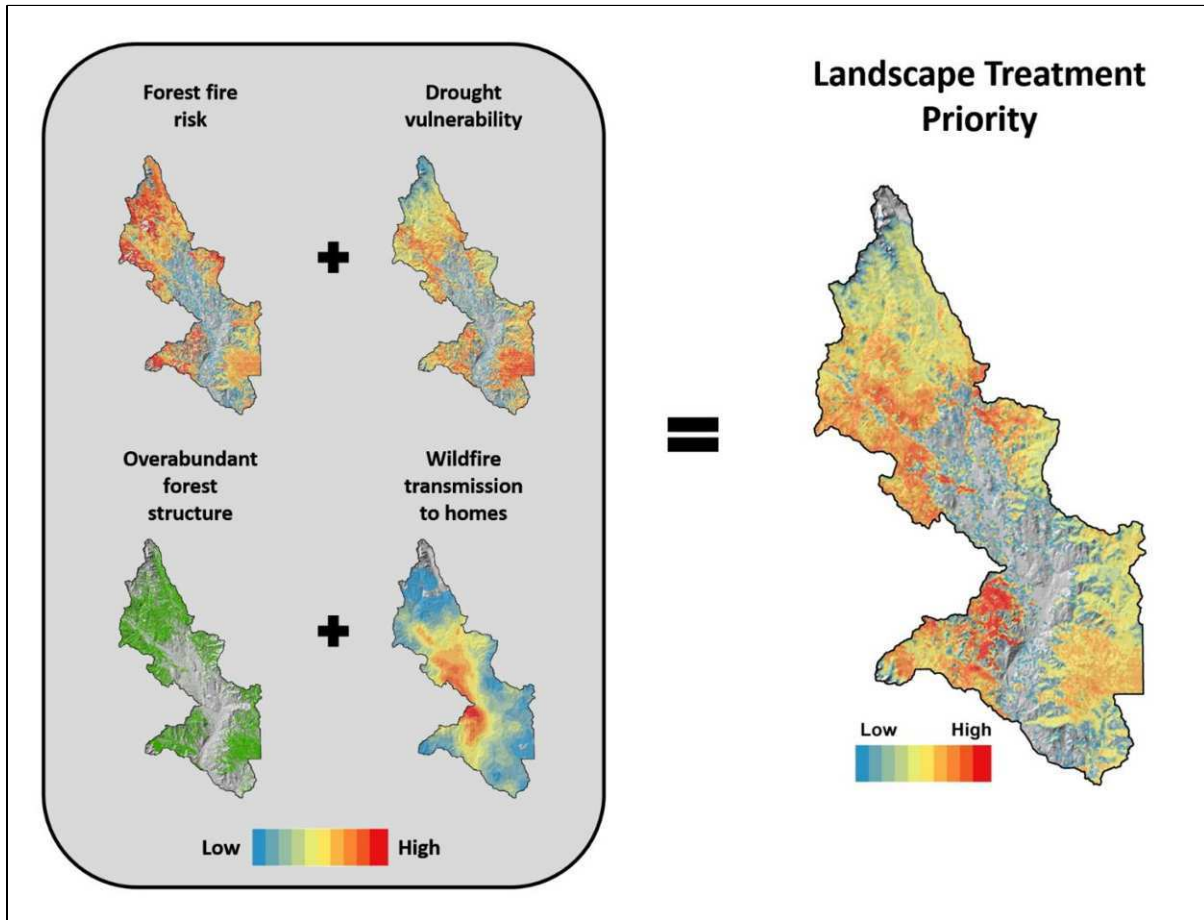 Forest fire
risk
Drought
vulnerability
Overabundant
forest
structure
Wildfire
transmission
to homes
Low
High
Landscape Treatment
Priority
Low
High